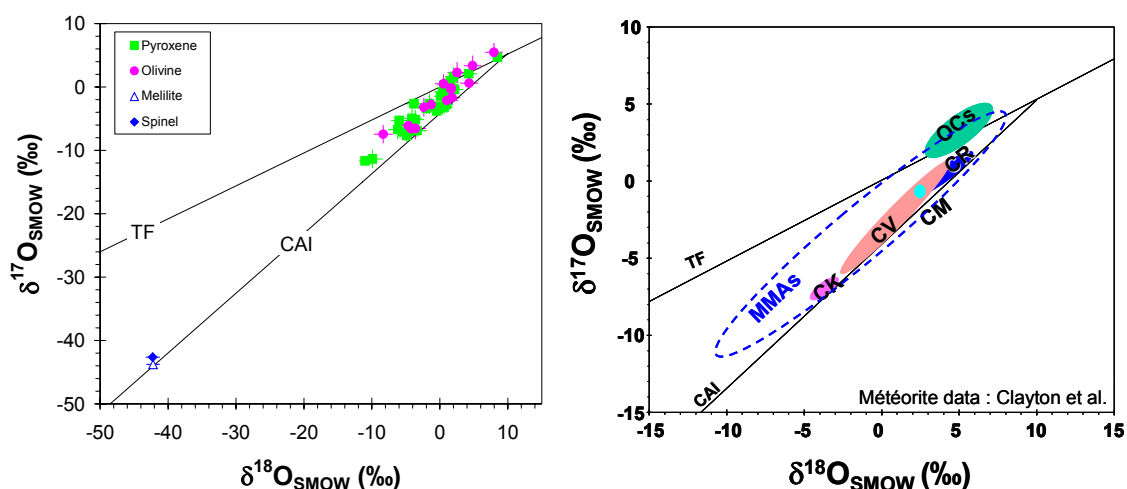 10
0
-10
-20
-30
-40
-50
δ17OSMOW (‰)
Pyroxene
Olivine
Melilite
Spinel
TF
CAI
-50 -40 -30 -20 -10 0 10
δ18OSMOW (‰)
10
5
0
-5
-10
-15
δ17OSMOW (‰)
OCs
CR
CM
CV
CK
MMAs
TF
CAI
Météorite data : Clayton et al.
-15 -10 -5 0 5 10 15
δ18OSMOW (‰)